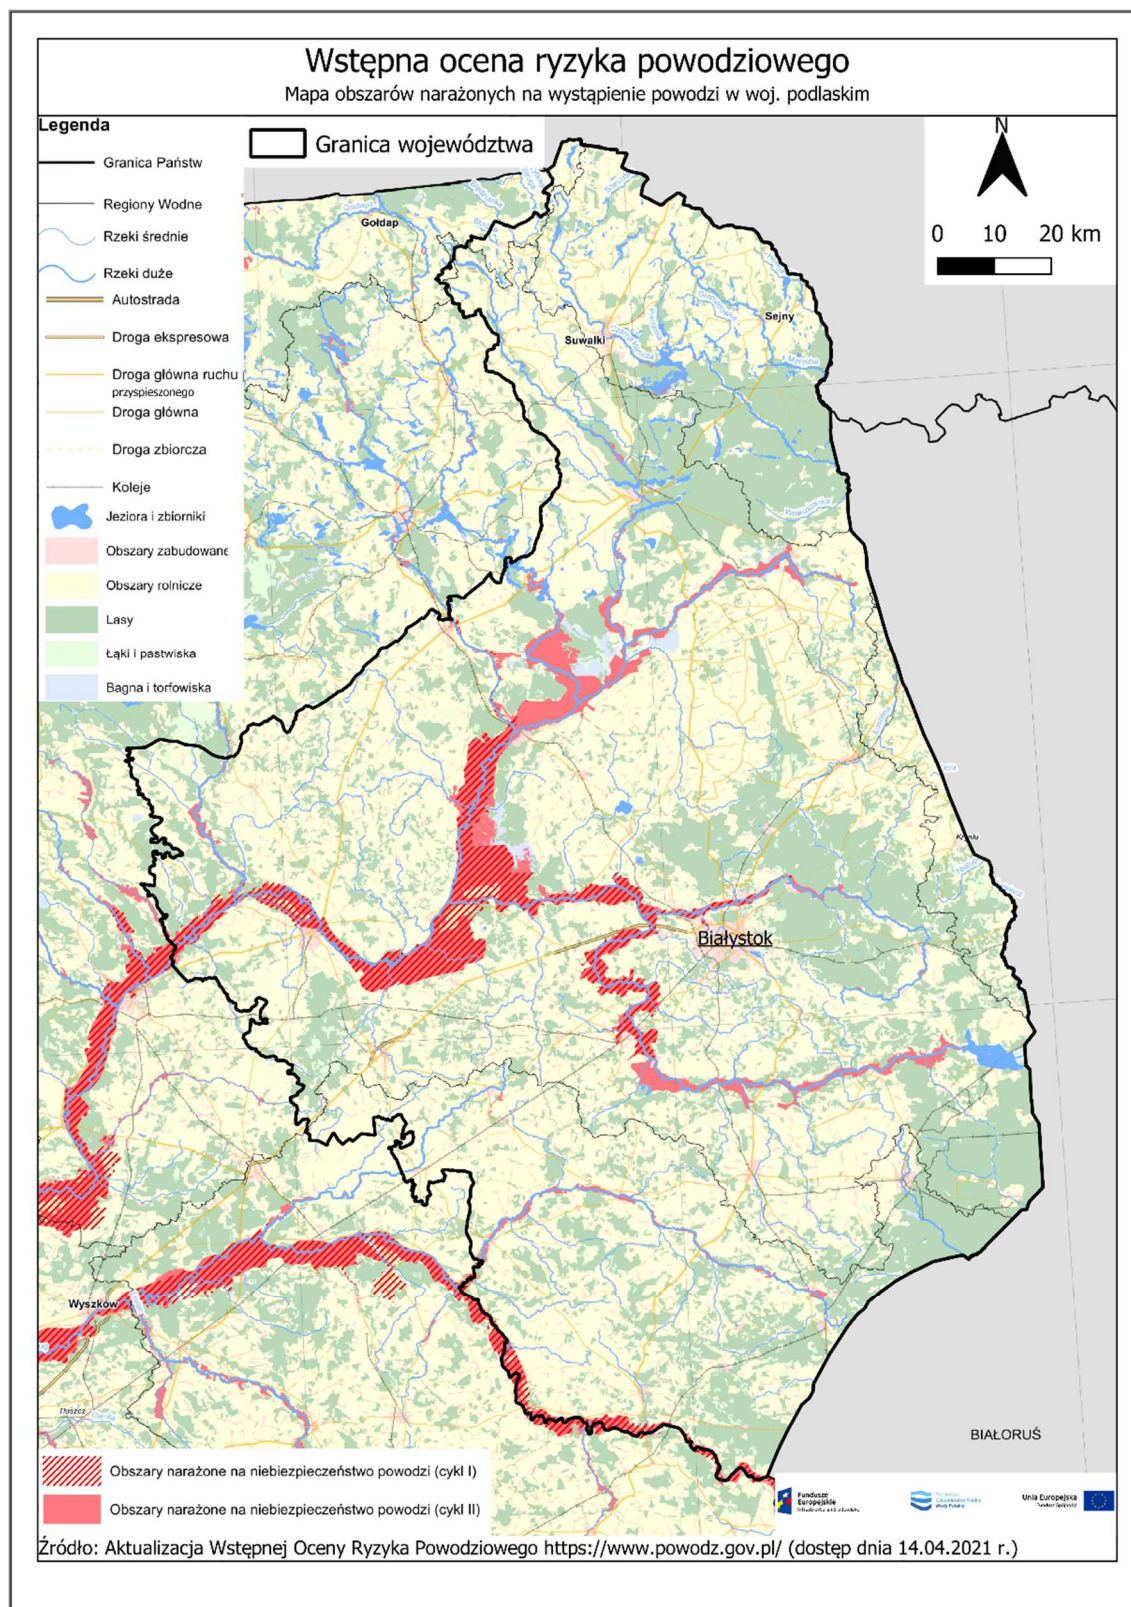 Wstępna ocena ryzyka powodziowego
Mapa obszarów narażonych na wystąpienie powodzi w woj. podlaskim
Legenda
Granica Państw
Regiony Wodne
Rzeki średnie
Rzeki duże
Autostrada
Droga ekspresowa
Droga główna ruchu
przyspieszonego
Droga główna
Droga zbiorcza
Koleje
Jeziora i zbiorniki
Obszary zabudowane
Obszary rolnicze
Lasy
Łąki i pastwiska
Bagna i torfowiska
Granica województwa
N
0 10 20 km
Gołdap
Sejny
Suwałki
Marycha
Białystok
Wyszków
Tłuszcz
BIAŁORUŚ
Obszary narażone na niebezpieczeństwo powodzi (cykl I)
Obszary narażone na niebezpieczeństwo powodzi (cykl II)
Fundusze
Europejskie
Unia Europejska
Źródło: Aktualizacja Wstępnej Oceny Ryzyka Powodziowego https://www.powodz.gov.pl/ (dostęp dnia 14.04.2021 r.)